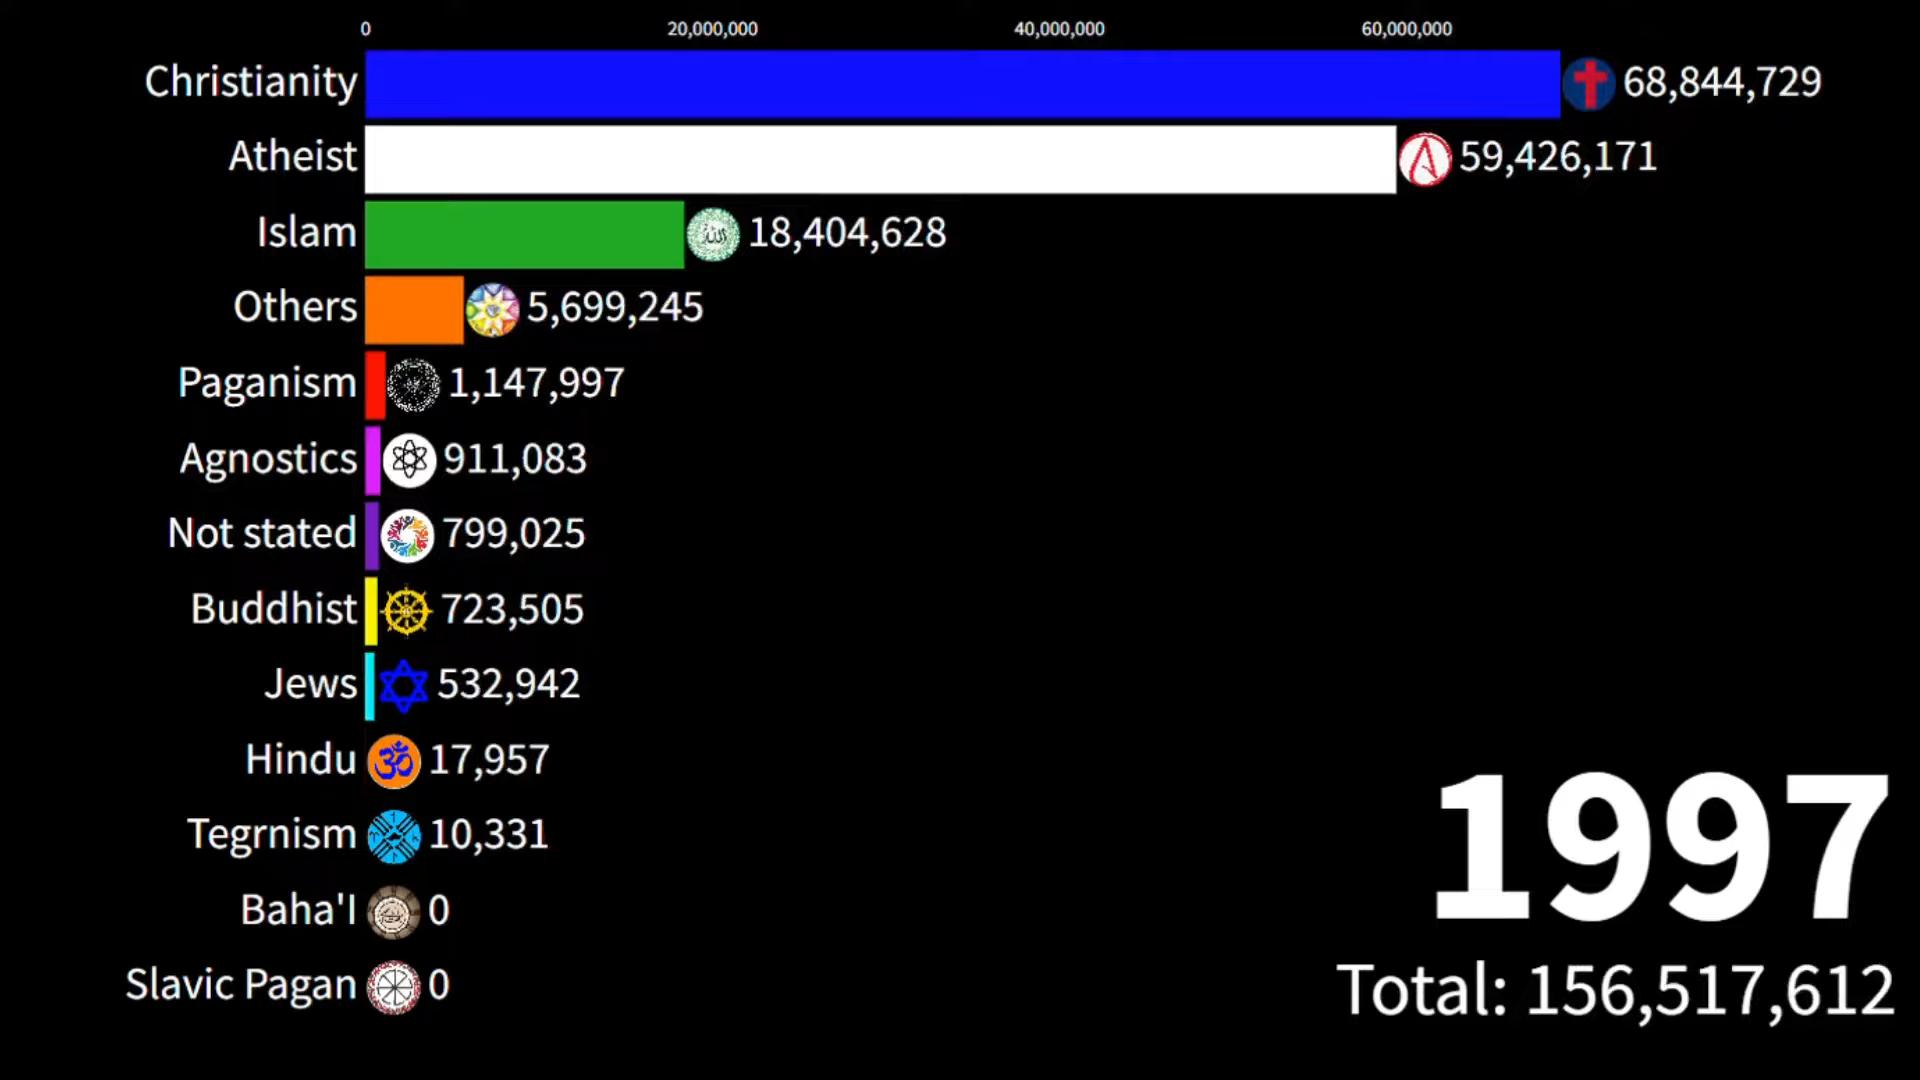 0 20,000,000 40,000,000 60,000,000
Christianity 68,844,729
Atheist 59,426,171
Islam 18,404,628
Others 5,699,245
Paganism 1,147,997
Agnostics 911,083
Not stated 799,025
Buddhist 723,505
Jews 532,942
Hindu 17,957
Tegrnism 10,331
Baha'I 0
Slavic Pagan 0
1997
Total: 156,517,612